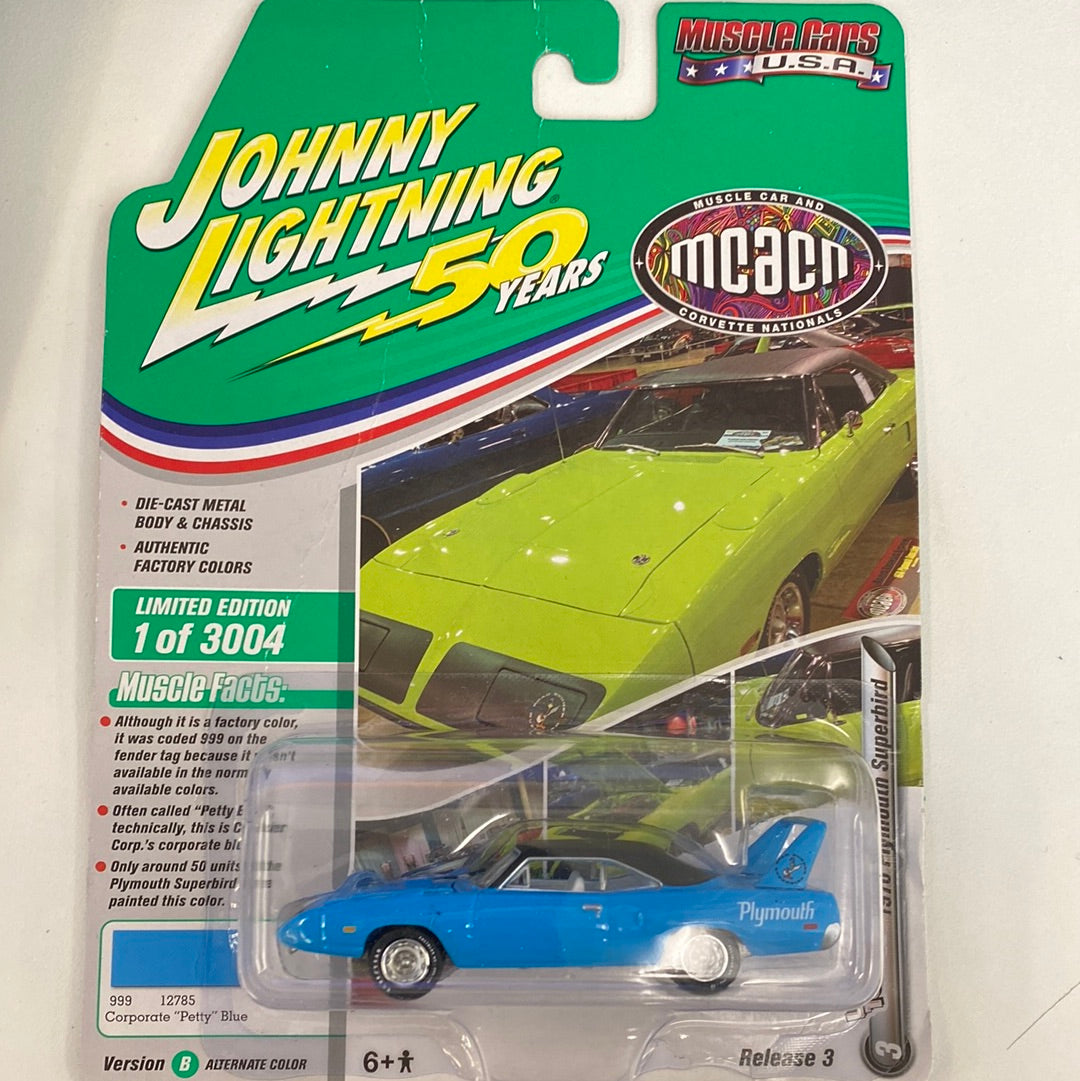 Muscle Cars
U.S.A.
JOHNNY
LIGHTNING
50
YEARS
MUSCLE CAR AND
mcacn
CORVETTE NATIONALS
• DIE-CAST METAL
BODY & CHASSIS
• AUTHENTIC
FACTORY COLORS
LIMITED EDITION
1 of 3004
Muscle Facts:
Although it is a factory color,
it was coded 999 on the
fender tag because it
available in the
available colors.
Often called "Petty
technically, this is
Corp.'s corporate
Only around 50 units
Plymouth Superbird
painted this color.
999 12785
Corporate "Petty" Blue
Version B ALTERNATE COLOR
6+
Release 3
1970 Plymouth Superbird
3
Plymouth